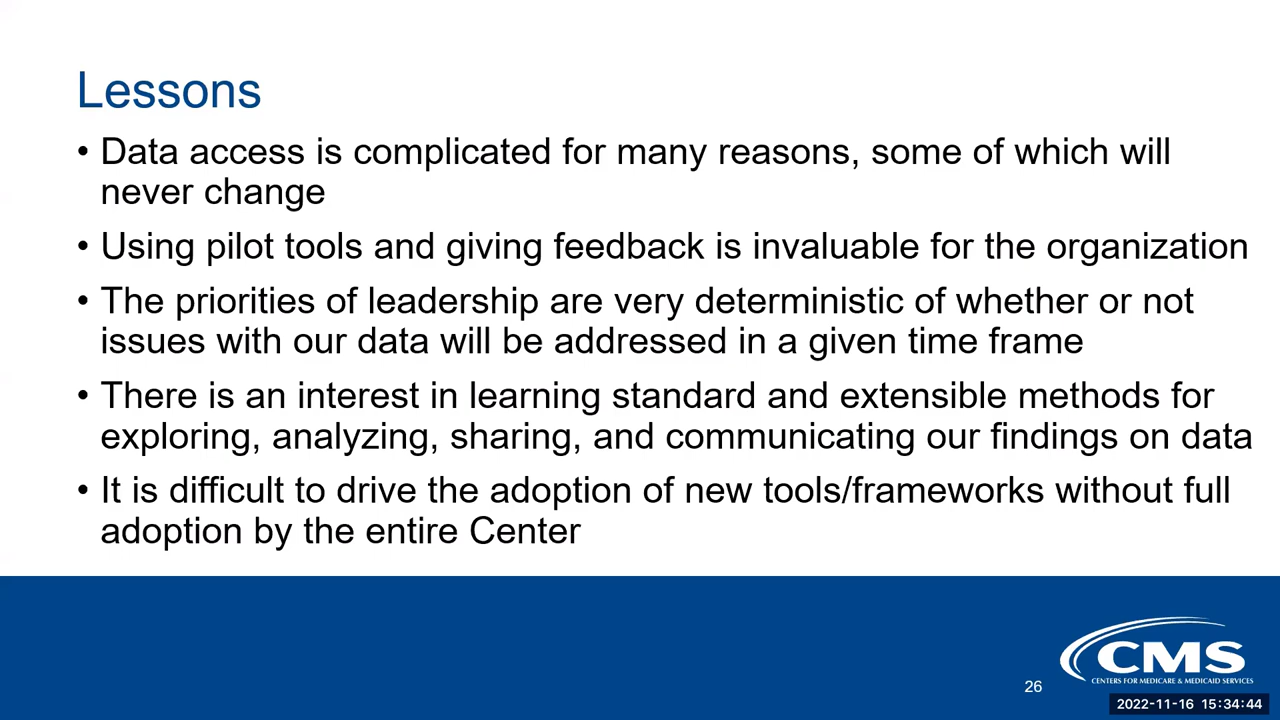 Lessons
• Data access is complicated for many reasons, some of which will
never change
• Using pilot tools and giving feedback is invaluable for the organization
• The priorities of leadership are very deterministic of whether or not
issues with our data will be addressed in a given time frame
• There is an interest in learning standard and extensible methods for
exploring, analyzing, sharing, and communicating our findings on data
• It is difficult to drive the adoption of new tools/frameworks without full
adoption by the entire Center
CMS
CENTERS FOR MEDICARE & MEDICAID SERVICES
26
2022-11-16 15:34:44